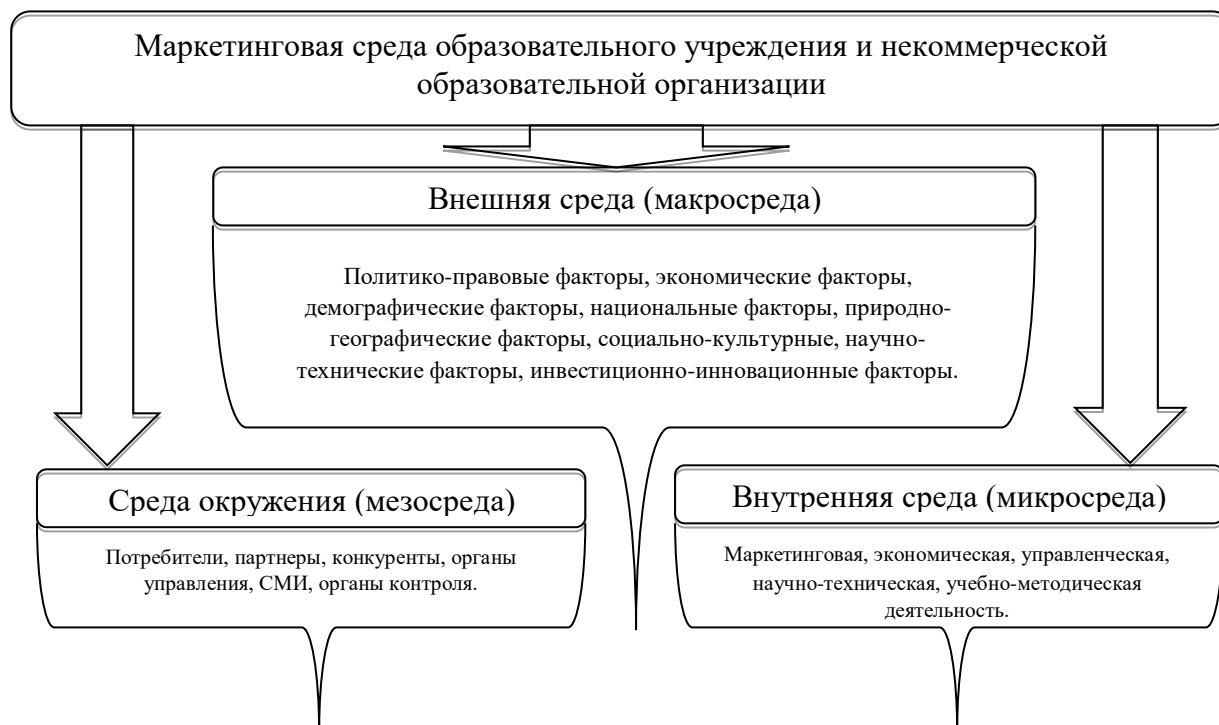 Маркетинговая среда образовательного учреждения и некоммерческой
образовательной организации
Внешняя среда (макросреда)
Политико-правовые факторы, экономические факторы,
демографические факторы, национальные факторы, природно-
географические факторы, социально-культурные, научно-
технические факторы, инвестиционно-инновационные факторы.
Среда окружения (мезосреда)
Потребители, партнеры, конкуренты, органы
управления, СМИ, органы контроля.
Внутренняя среда (микросреда)
Маркетинговая, экономическая, управленческая,
научно-техническая, учебно-методическая
деятельность.